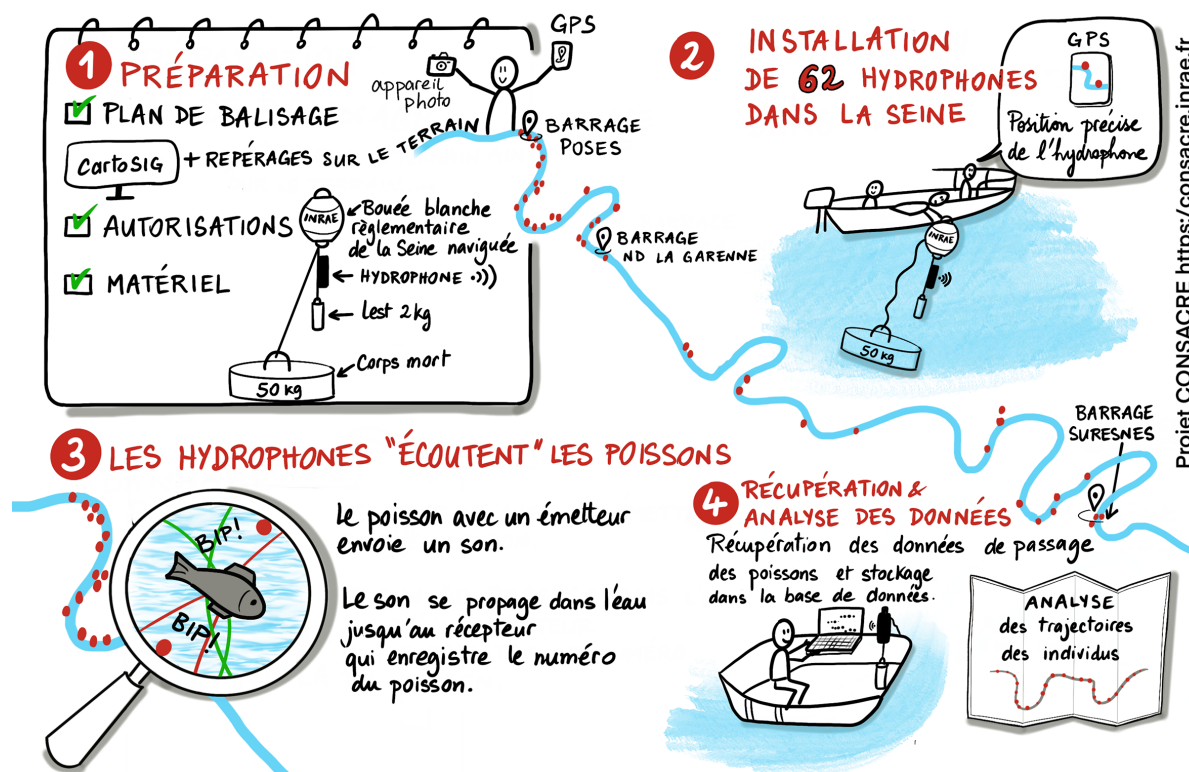 1 PRÉPARATION
PLAN DE BALISAGE
CartoSIG + REPÉRAGES SUR LE TERRAIN
appareil
photo
GPS
AUTORISATIONS
MATÉRIEL
INRAE
Bouée blanche
règlementaire
de la Seine naviguée
HYDROPHONE
Lest 2kg
Corps mort
50 kg
BARRAGE
POSES
BARRAGE
ND LA GARENNE
2 INSTALLATION
DE 62 HYDROPHONES
DANS LA SEINE
GPS
Position précise
de l'hydrophone
INRAE
50 kg
BARRAGE
SURESNES
3 LES HYDROPHONES "ÉCOUTENT" LES POISSONS
BIP!
BIP!
Le poisson avec un émetteur
envoie un son.
Le son se propage dans l'eau
jusqu'au récepteur
qui enregistre le numéro
du poisson.
4 RÉCUPÉRATION &
ANALYSE DES DONNÉES
Récupération des données de passage
des poissons et stockage
dans la base de données.
ANALYSE
des trajectoires
des individus
Projet CONSACRE https:/consacre.inrae.fr